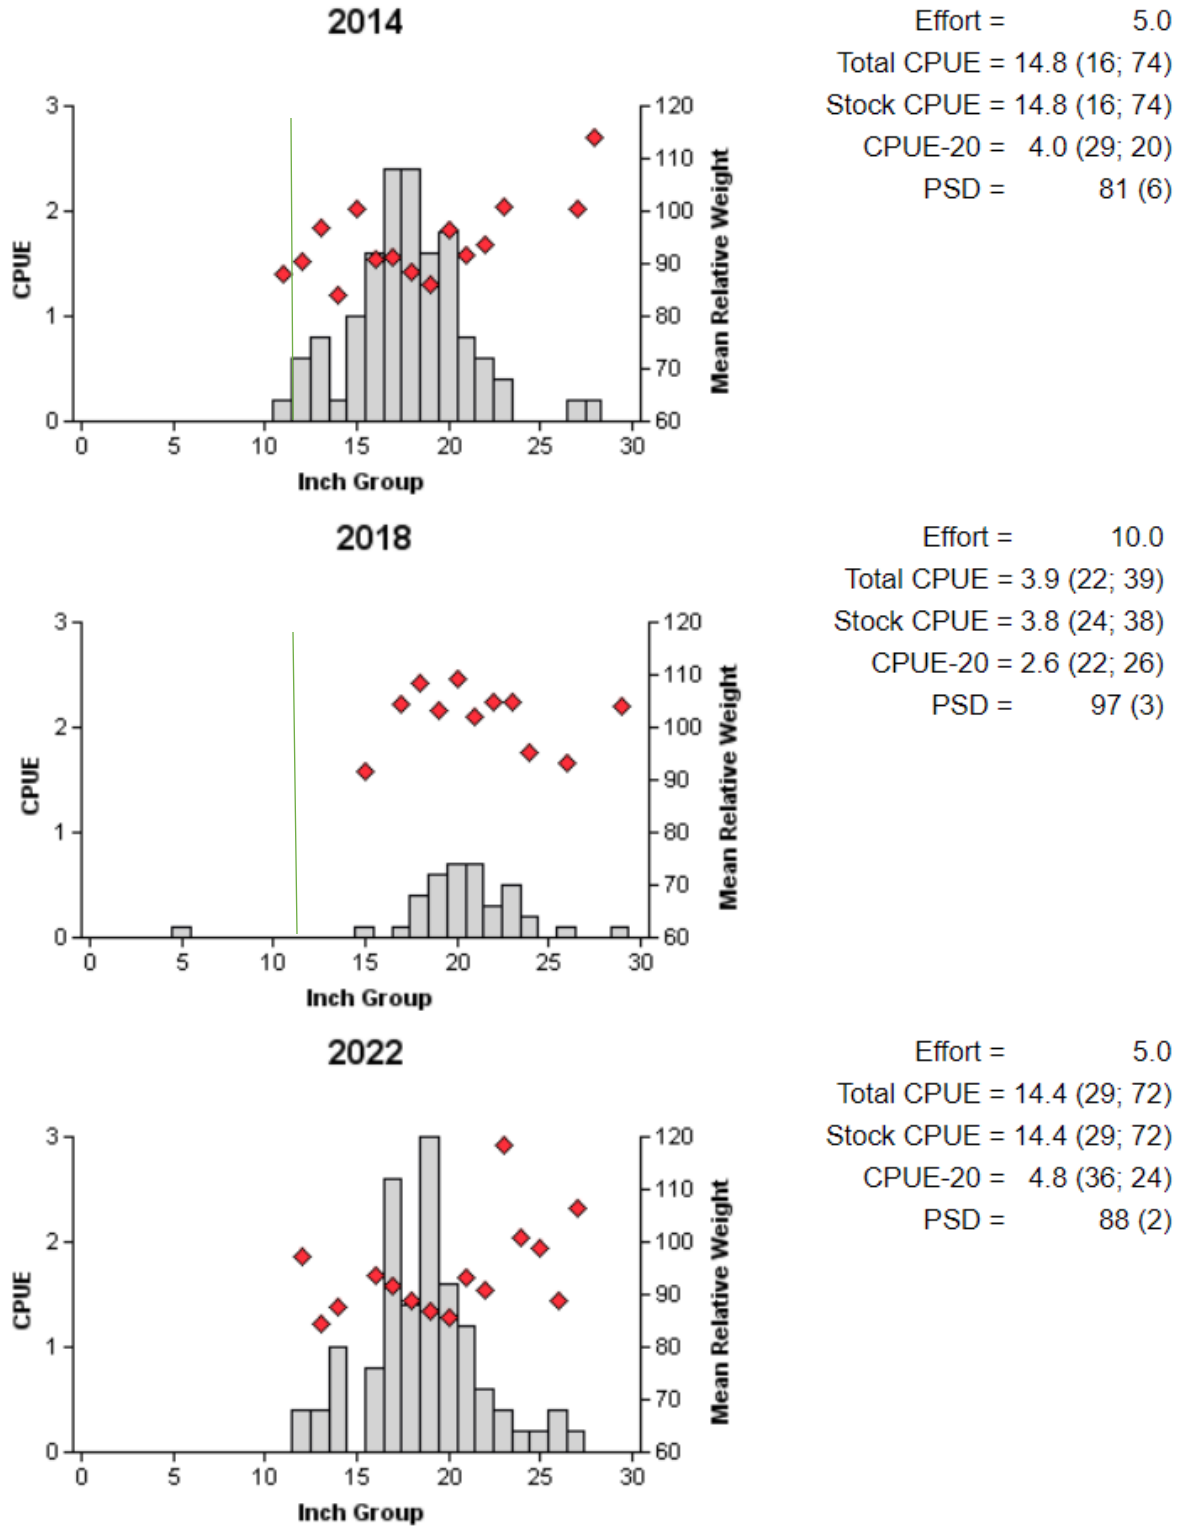 2014
Effort = 5.0
Total CPUE = 14.8 (16; 74)
Stock CPUE = 14.8 (16; 74)
CPUE-20 = 4.0 (29; 20)
PSD = 81 (6)
3 120
110
2 100
90
1 80
70
0 60
CPUE
Mean Relative Weight
0 5 10 15 20 25 30
Inch Group
2018
Effort = 10.0
Total CPUE = 3.9 (22; 39)
Stock CPUE = 3.8 (24; 38)
CPUE-20 = 2.6 (22; 26)
PSD = 97 (3)
3 120
110
2 100
90
1 80
70
0 60
CPUE
Mean Relative Weight
0 5 10 15 20 25 30
Inch Group
2022
Effort = 5.0
Total CPUE = 14.4 (29; 72)
Stock CPUE = 14.4 (29; 72)
CPUE-20 = 4.8 (36; 24)
PSD = 88 (2)
3 120
110
2 100
90
1 80
70
0 60
CPUE
Mean Relative Weight
0 5 10 15 20 25 30
Inch Group